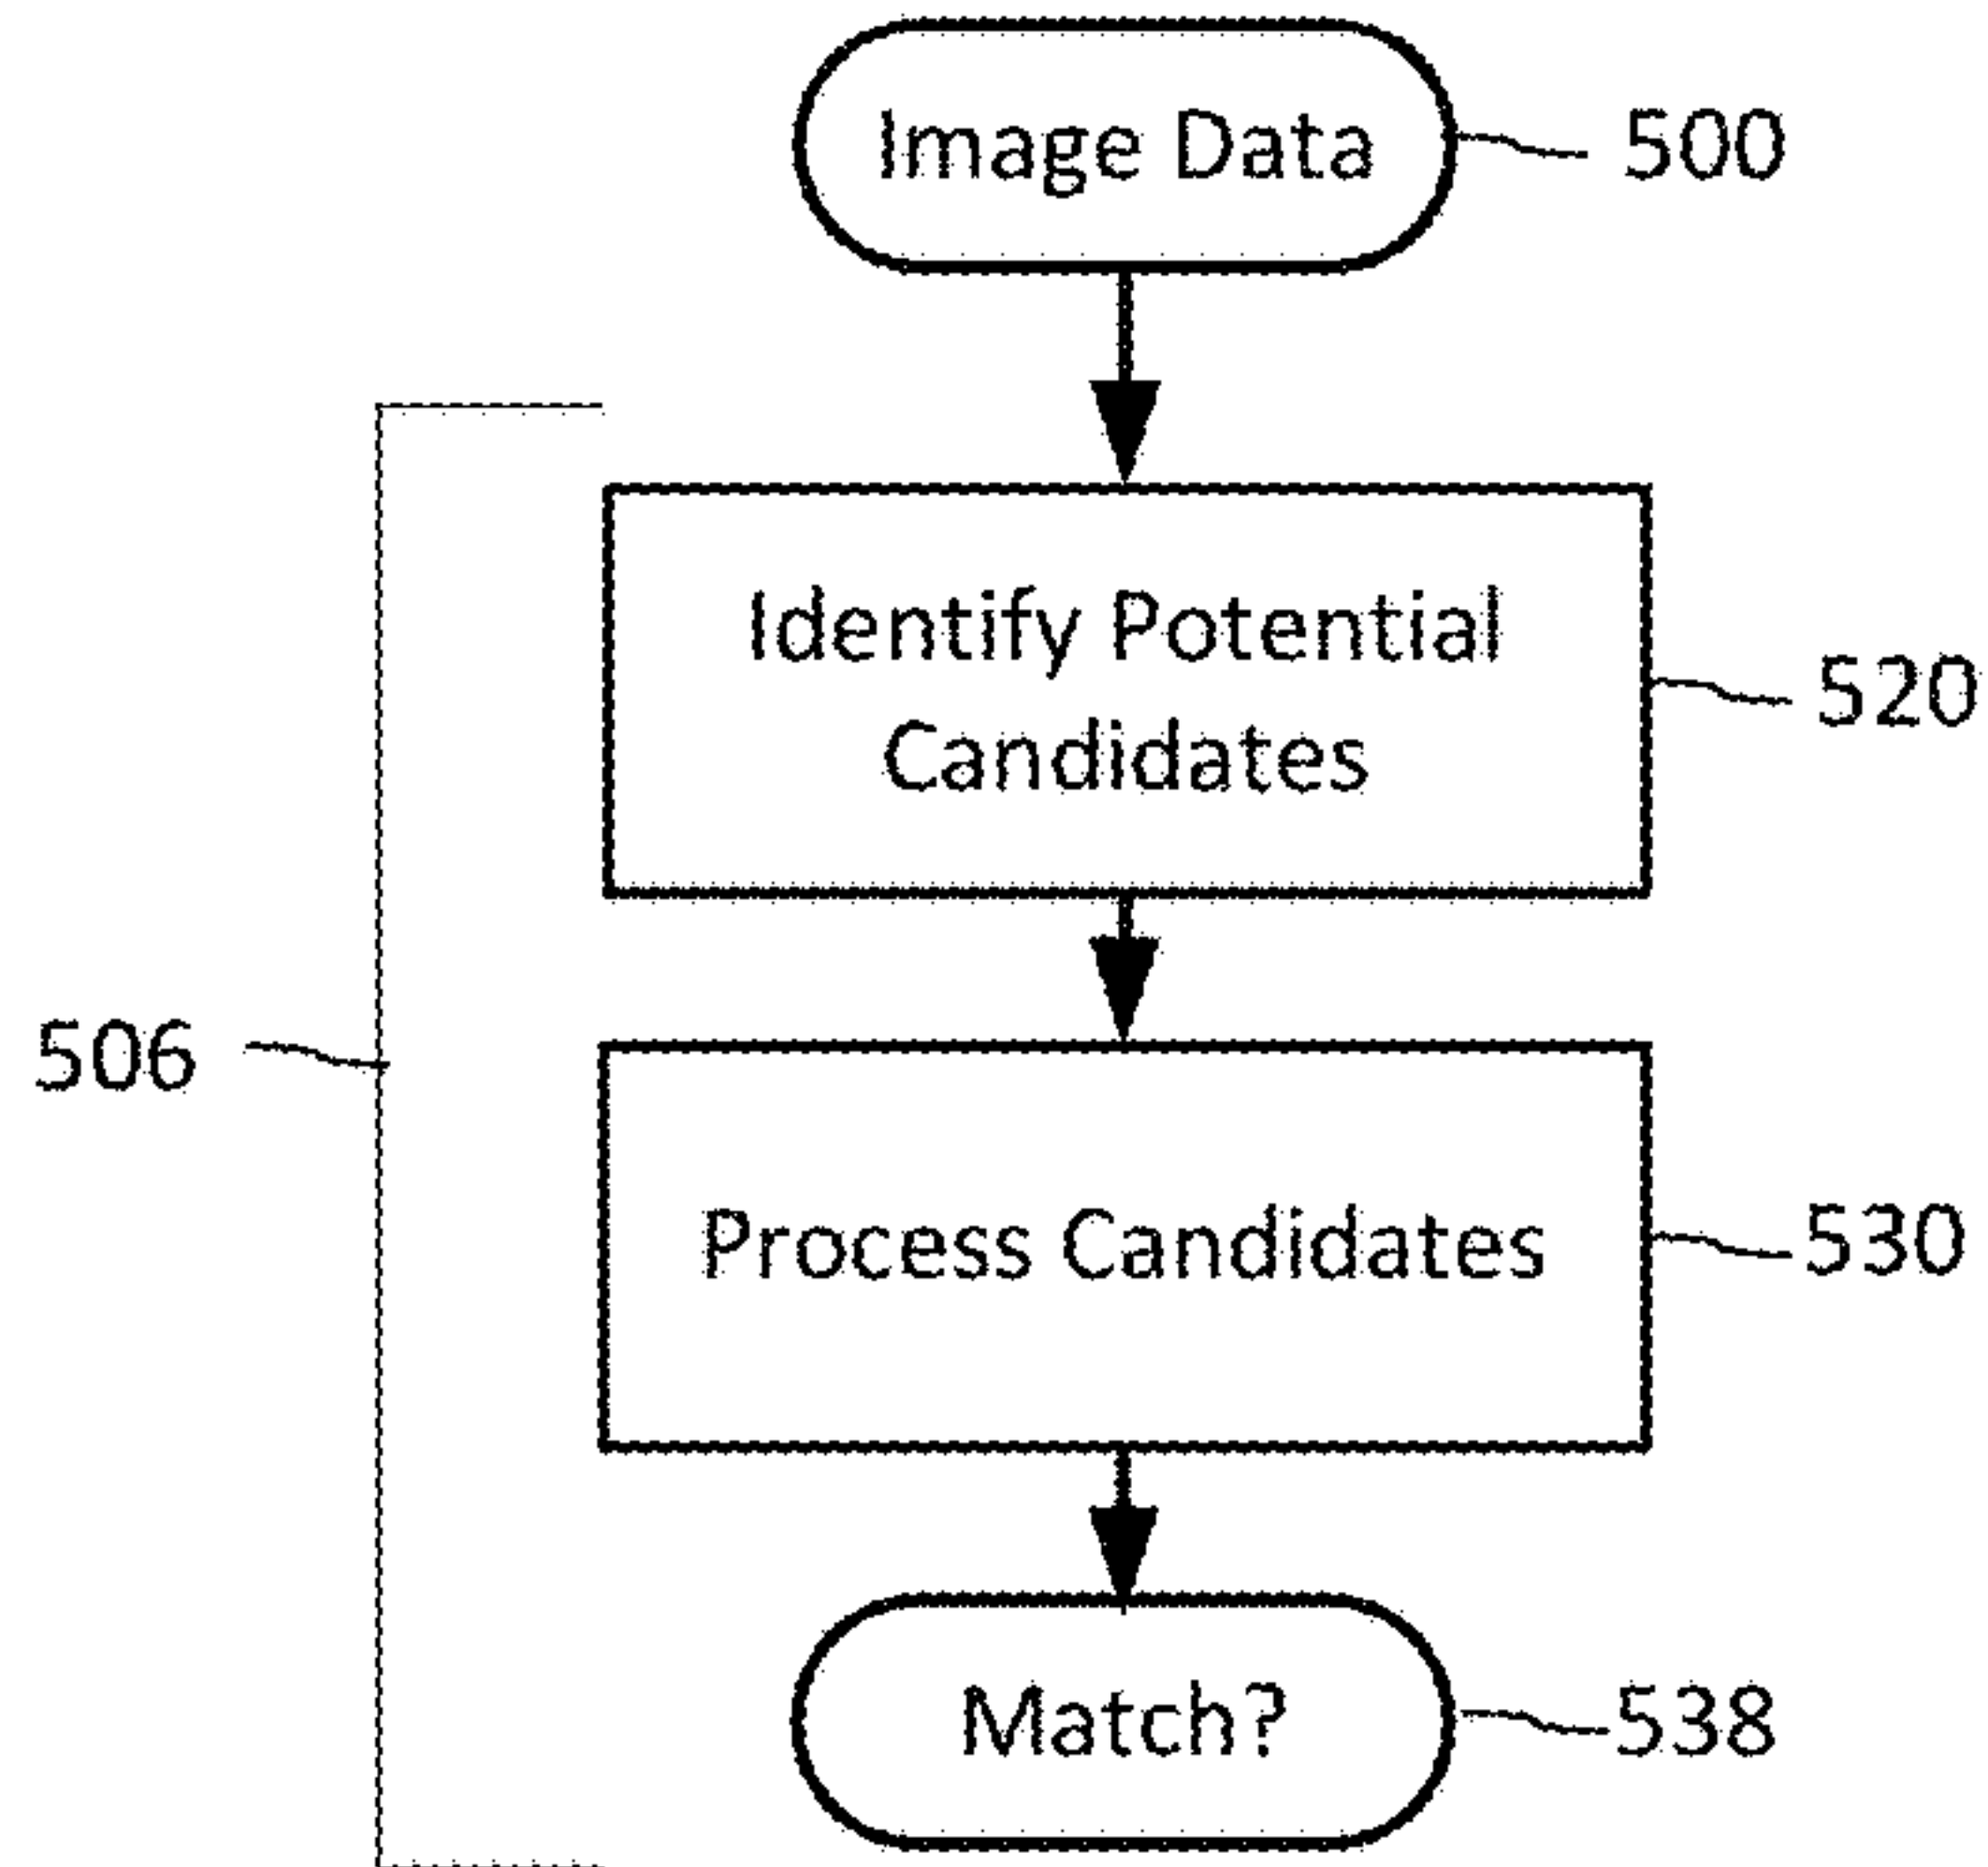 Image Data
500
Identify Potential
Candidates
520
506
Process Candidates
530
Match?
538